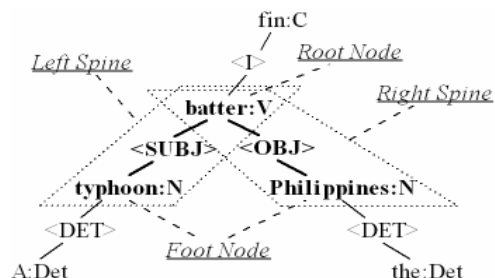 fin:C
<I>
Left Spine
Root Node
Right Spine
batter:V
<SUBJ> <OBJ>
typhoon:N Philippines:N
<DET> <DET>
Foot Node
A:Det the:Det